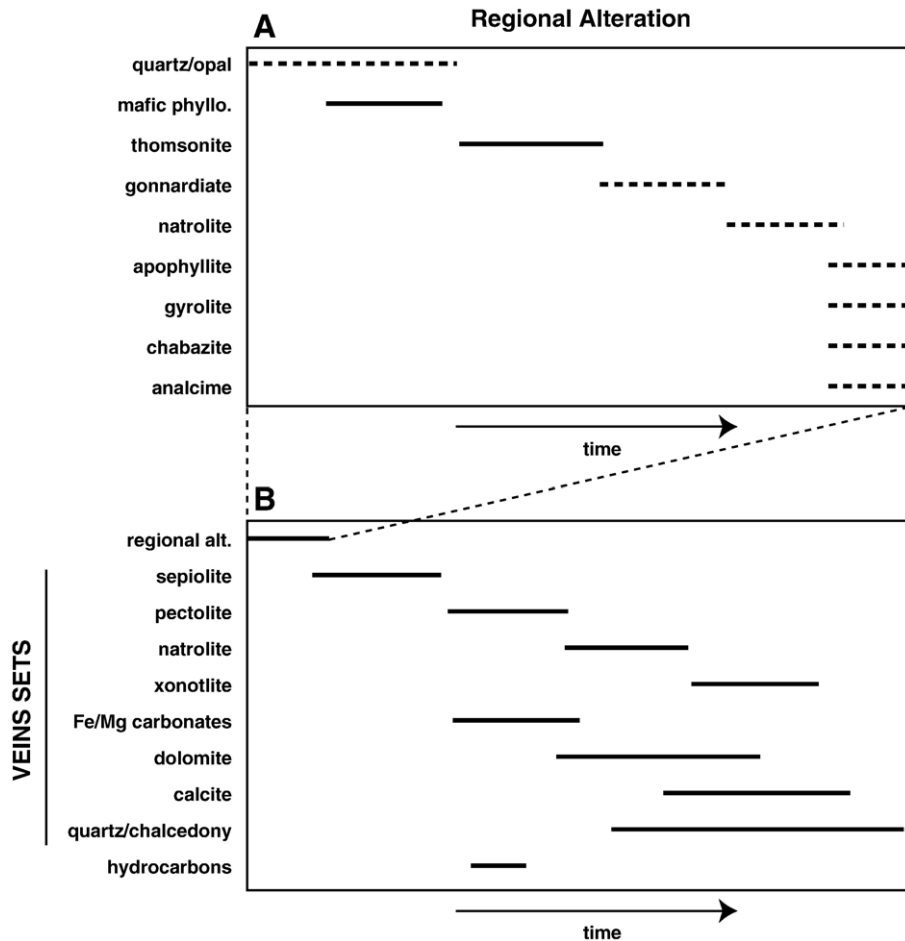 Regional Alteration
A
quartz/opal
mafic phyllo.
thomsonite
gonnardiate
natrolite
apophyllite
gyrolite
chabazite
analcime
time
B
regional alt.
VEINS SETS
sepiolite
pectolite
natrolite
xonotlite
Fe/Mg carbonates
dolomite
calcite
quartz/chalcedony
hydrocarbons
time